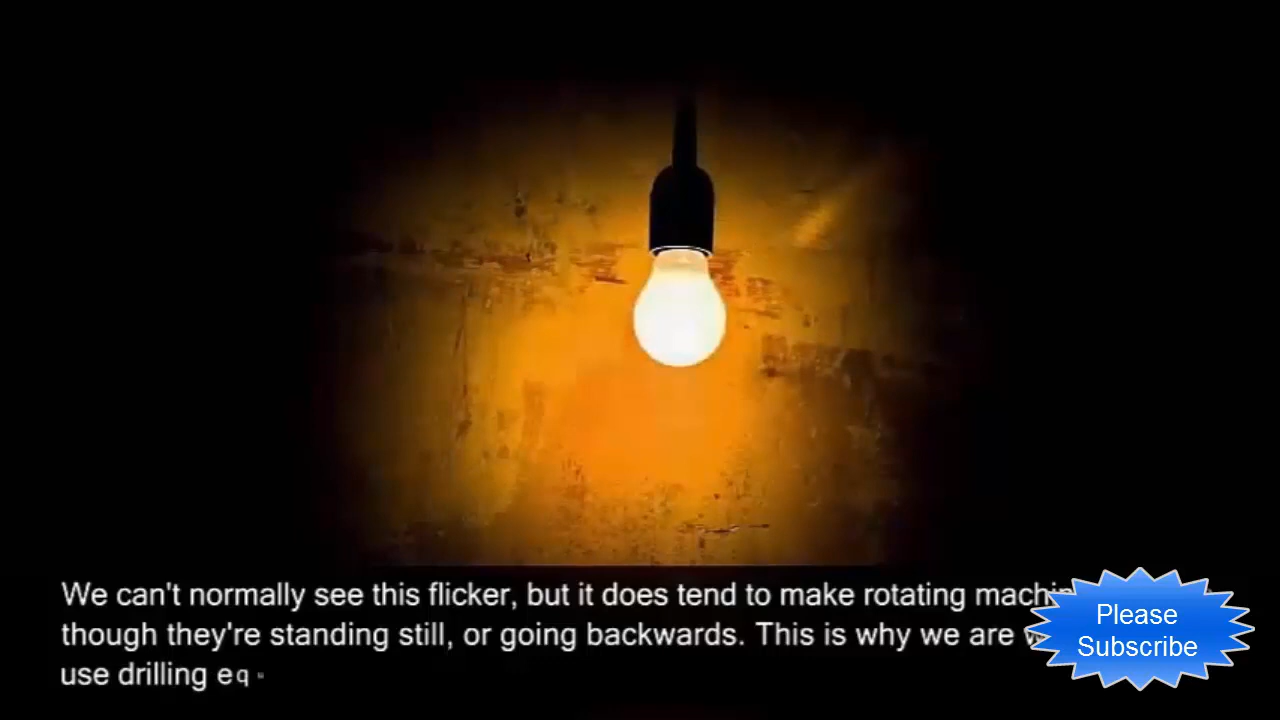 We can't normally see this flicker, but it does tend to make rotating
though they're standing still, or going backwards. This is why we are
use drilling
Please
Subscribe